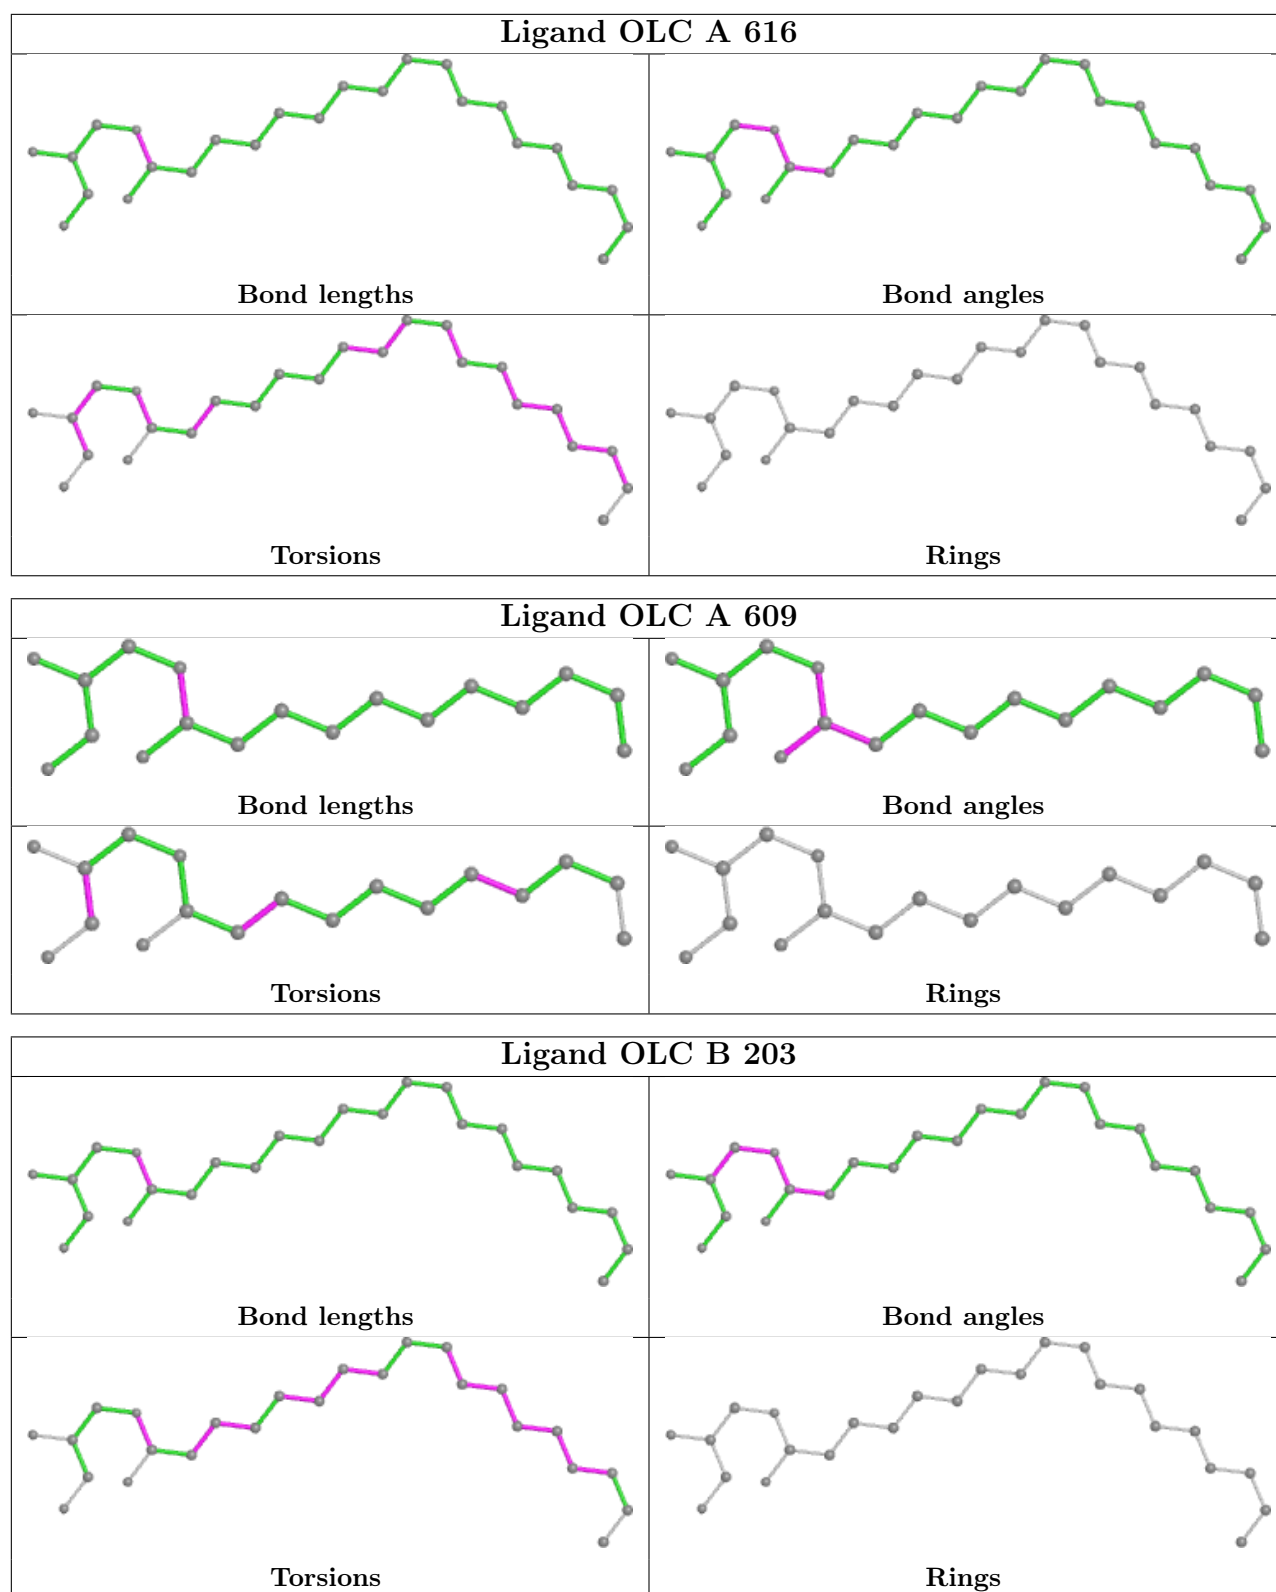 Ligand OLC A 616
Bond lengths
Bond angles
Torsions
Rings
Ligand OLC A 609
Bond lengths
Bond angles
Torsions
Rings
Ligand OLC B 203
Bond lengths
Bond angles
Torsions
Rings